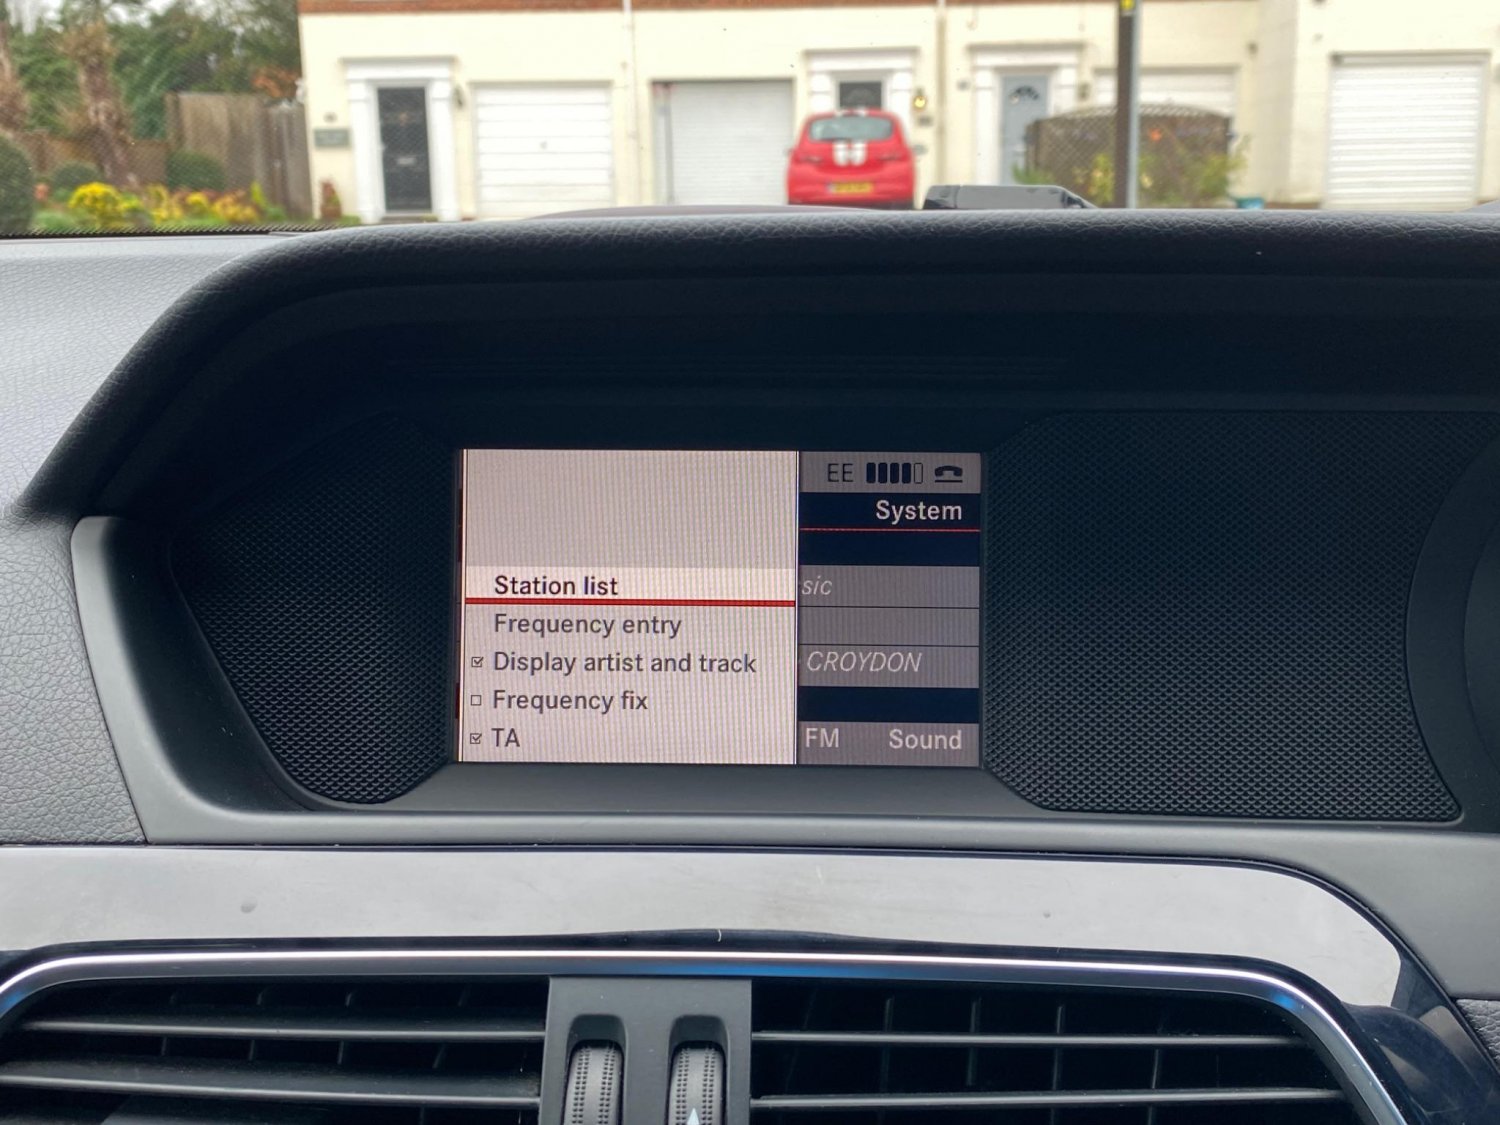 EE
System
Station list
sic
Frequency entry
Display artist and track
CROYDON
Frequency fix
TA
FM Sound